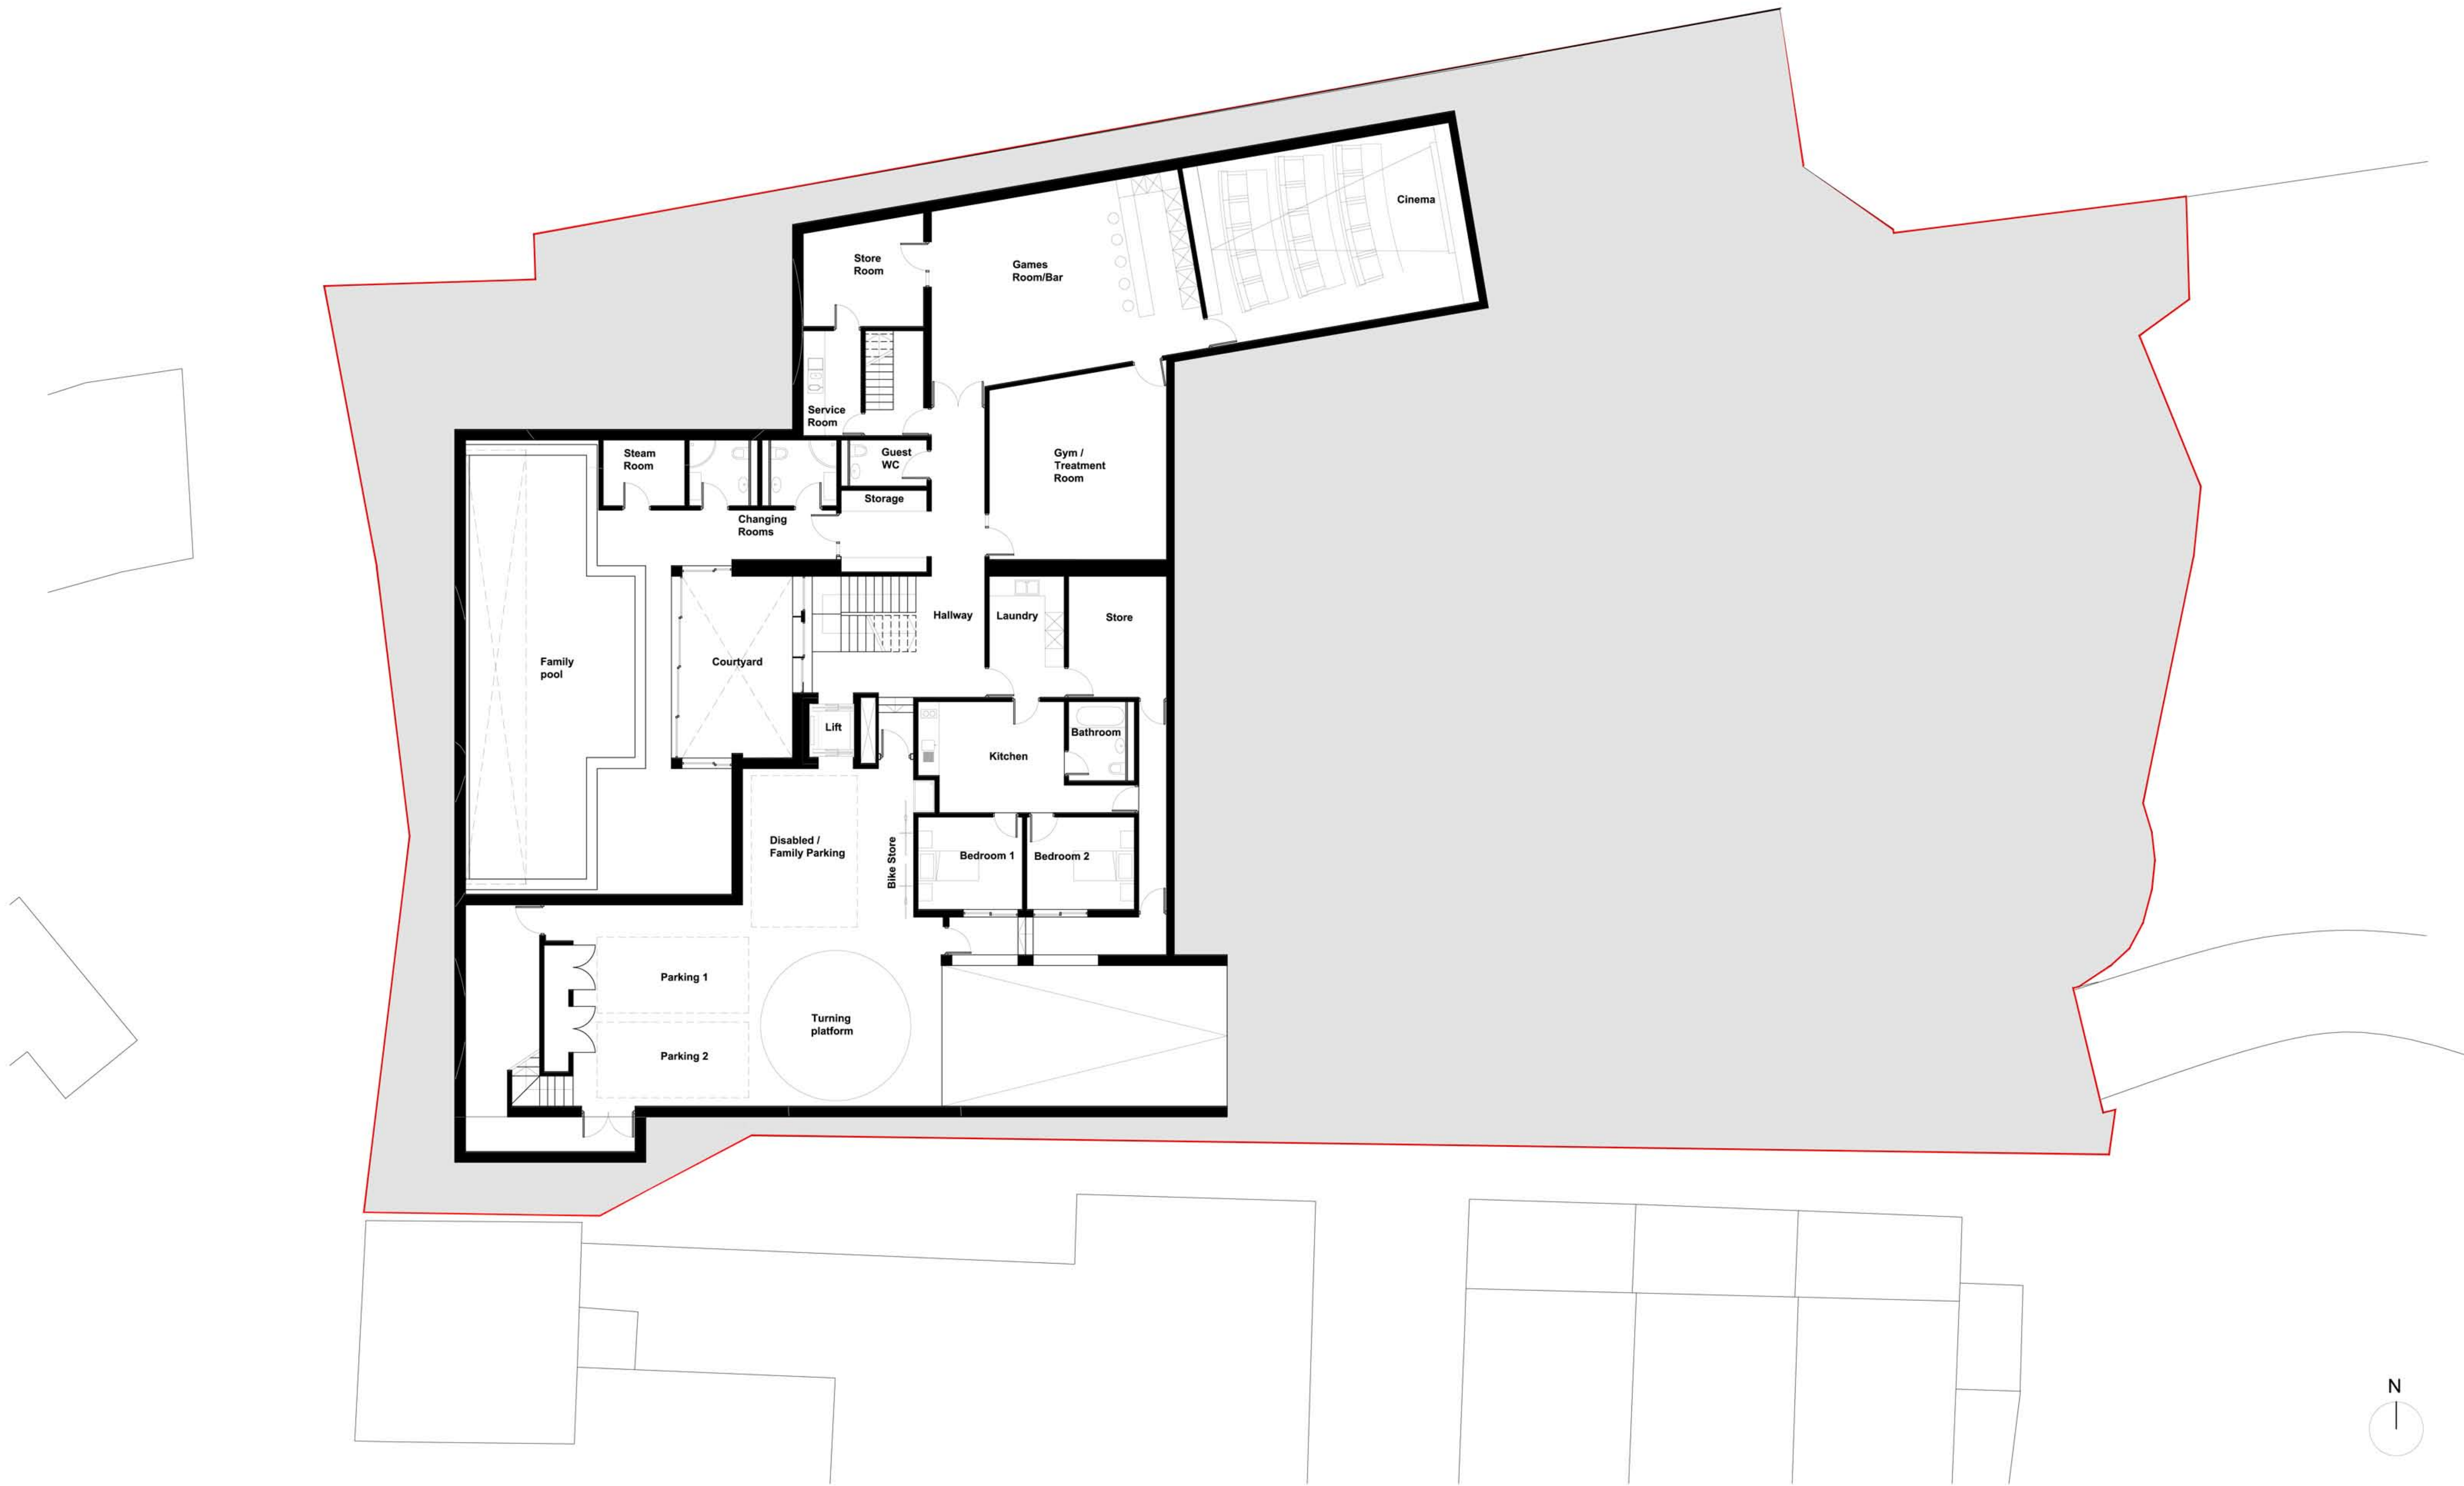 Cinema
Store
Room
Games
Room/Bar
Service
Room
Steam
Room
Guest
WC
Gym /
Treatment
Room
Storage
Changing
Rooms
Hallway
Laundry
Store
Family
pool
Courtyard
Lift
Bathroom
Kitchen
Disabled /
Family Parking
Bike Store
Bedroom 1
Bedroom 2
Parking 1
Turning
platform
Parking 2
N